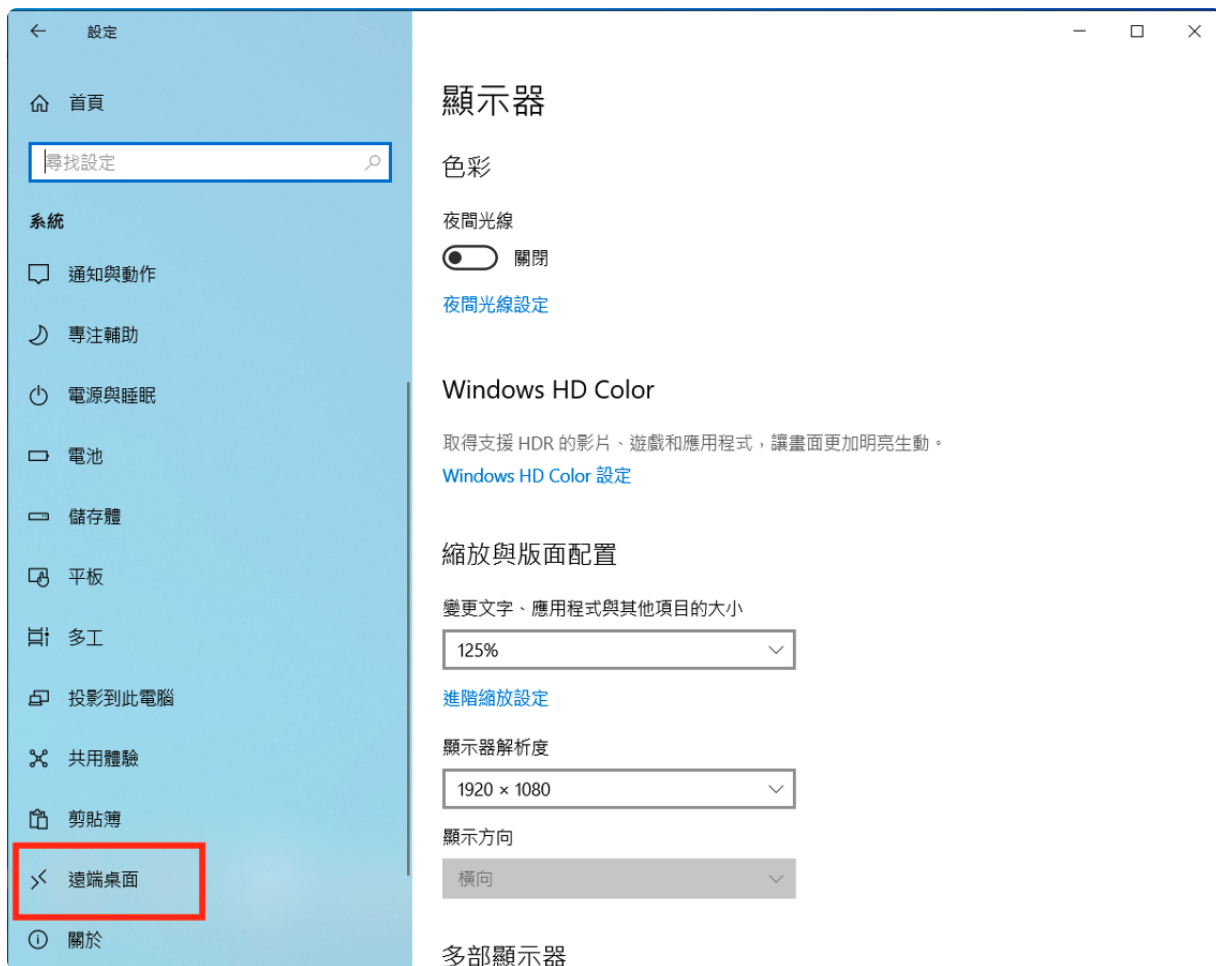 設定
首頁
尋找設定
系統
通知與動作
專注輔助
電源與睡眠
電池
儲存體
平板
多工
投影到此電腦
共用體驗
剪貼簿
遠端桌面
關於
顯示器
色彩
夜間光線
關閉
夜間光線設定
Windows HD Color
取得支援 HDR 的影片、遊戲和應用程式，讓畫面更加明亮生動。
Windows HD Color 設定
縮放與版面配置
變更文字、應用程式與其他項目的大小
125%
進階縮放設定
顯示器解析度
1920 × 1080
顯示方向
橫向
多部顯示器